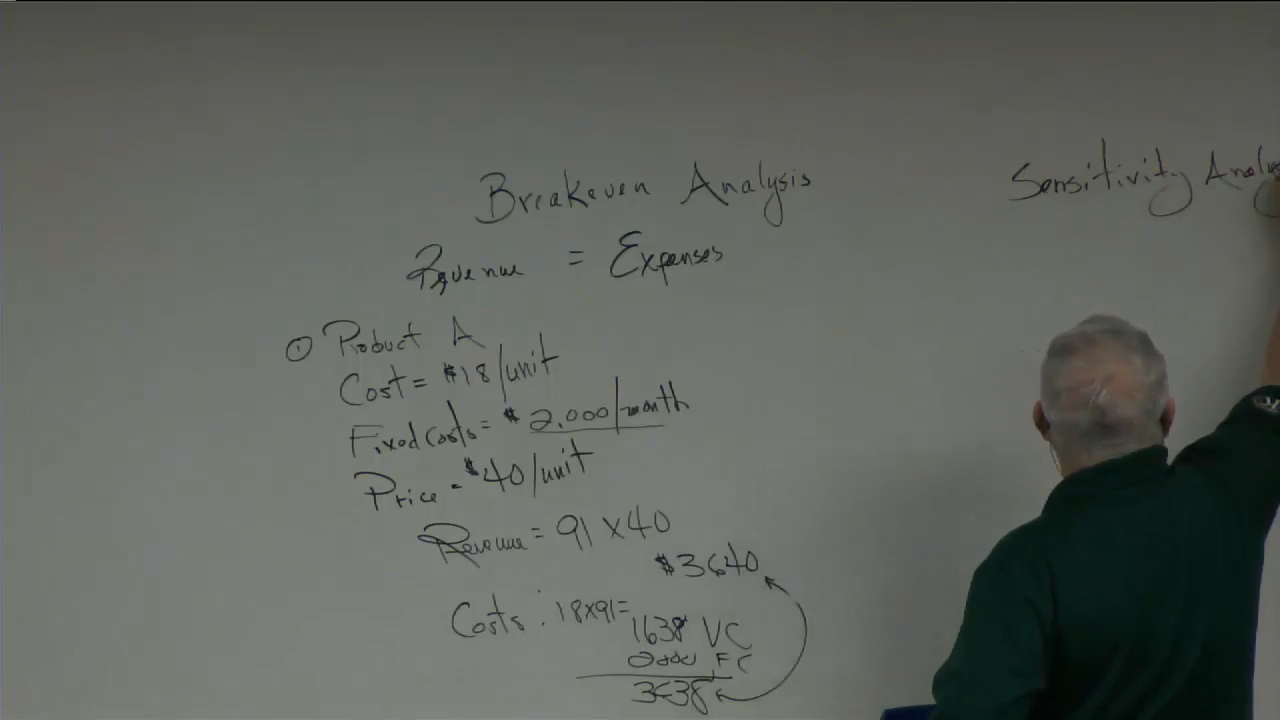 Breakeven Analysis
Revenue = Expenses
① Product A
Cost = $18/unit
Fixed Costs = $2,000/month
Price = $40/unit
Revenue = 91 x 40
$3640
Costs: 18x91=
1638 VC
2000 FC
3638
Sensitivity